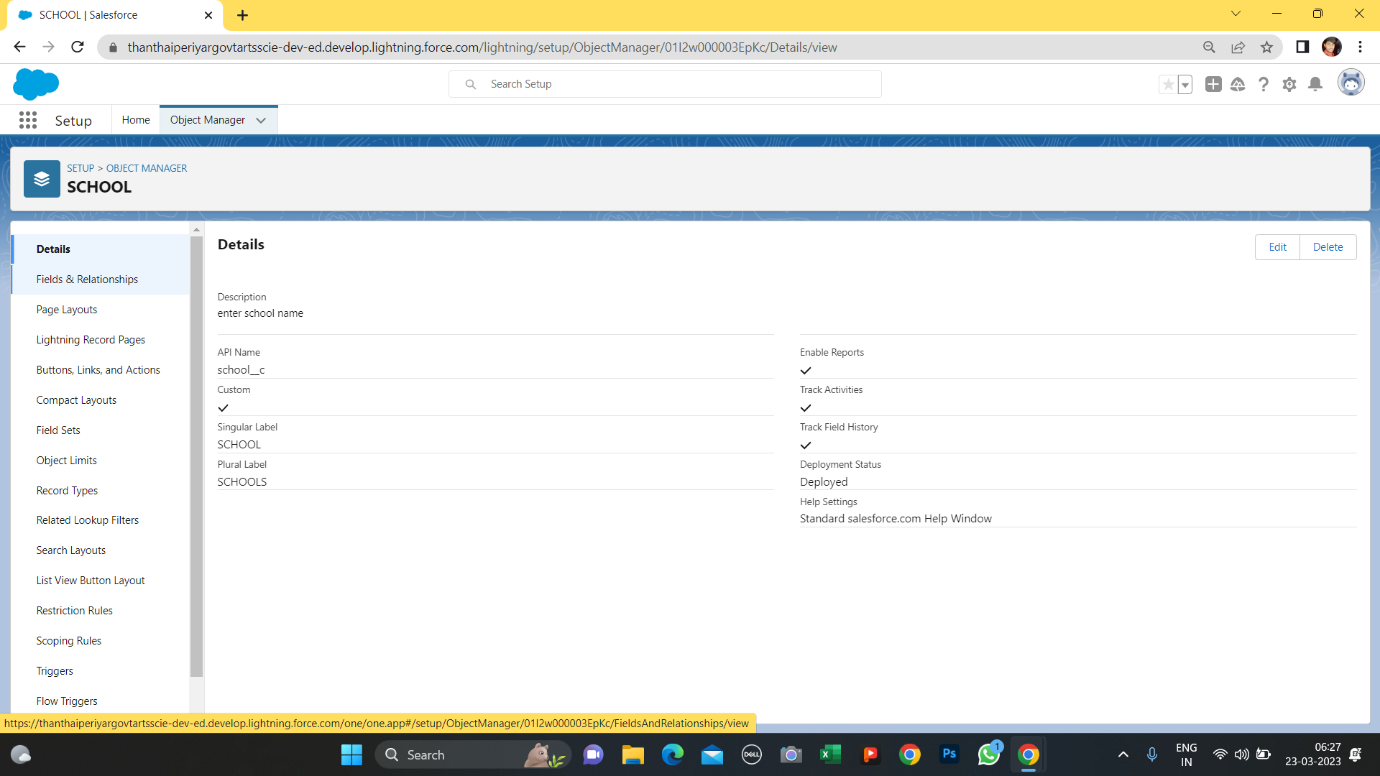 SCHOOL | Salesforce
thanthaiperiyargovtartsscie-dev-ed.develop.lightning.force.com/lightning/setup/ObjectManager/01I2w000003EpKc/Details/view
Search Setup
Setup
Home
Object Manager
SETUP > OBJECT MANAGER
SCHOOL
Details
Fields & Relationships
Page Layouts
Lightning Record Pages
Buttons, Links, and Actions
Compact Layouts
Field Sets
Object Limits
Record Types
Related Lookup Filters
Search Layouts
List View Button Layout
Restriction Rules
Scoping Rules
Triggers
Flow Triggers
Details
Edit
Delete
Description
enter school name
API Name
school__c
Custom
Singular Label
SCHOOL
Plural Label
SCHOOLS
Enable Reports
Track Activities
Track Field History
Deployment Status
Deployed
Help Settings
Standard salesforce.com Help Window
https://thanthaiperiyargovtartsscie-dev-ed.develop.lightning.force.com/one/one.app#/setup/ObjectManager/01I2w000003EpKc/FieldsAndRelationships/view
Search
DELL
Ps
1
ENG
IN
06:27
23-03-2023